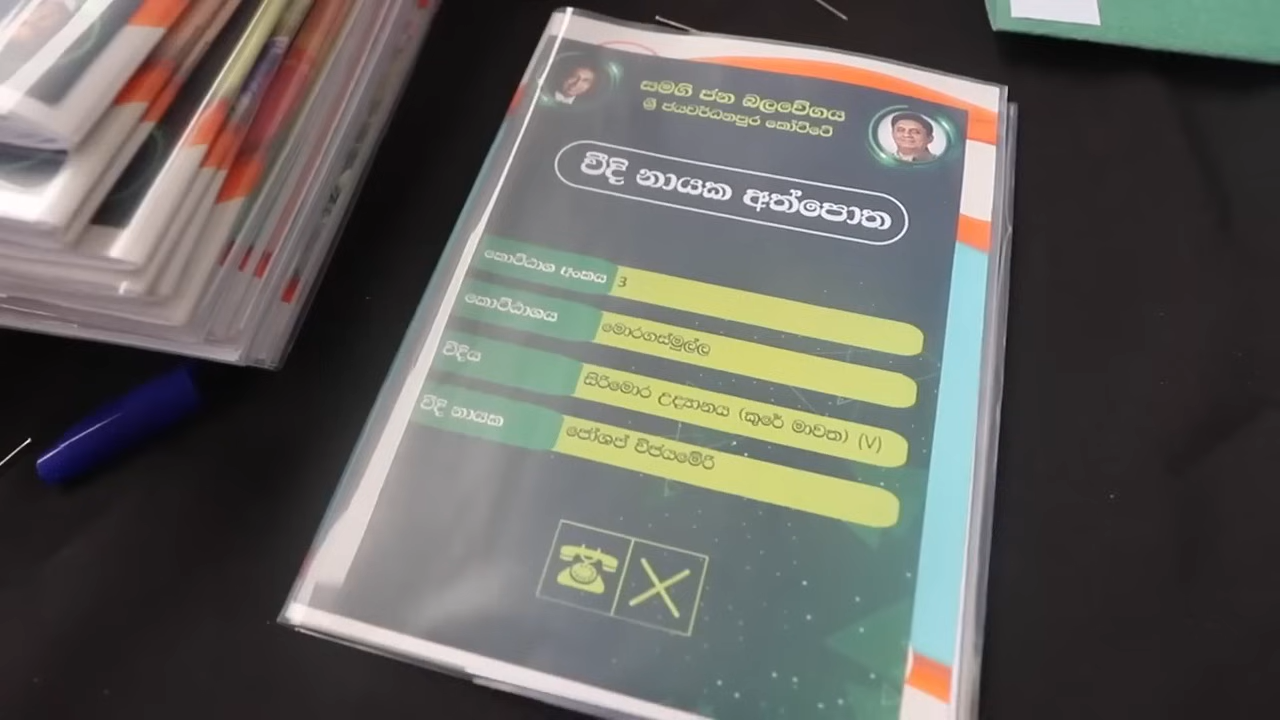 සමගි ජන බලවේගය
ශ්‍රී ජයවර්ධනපුර කෝට්ටේ
වීදි නායක අත්පොත
කොට්ඨාශ අංකය 3
කොට්ඨාශය මොරගස්මුල්ල
වීදිය සිරිමොර උද්‍යානය (කුරේ මාවත) (V)
වීදි නායක ජෝශප් විජයමේරි